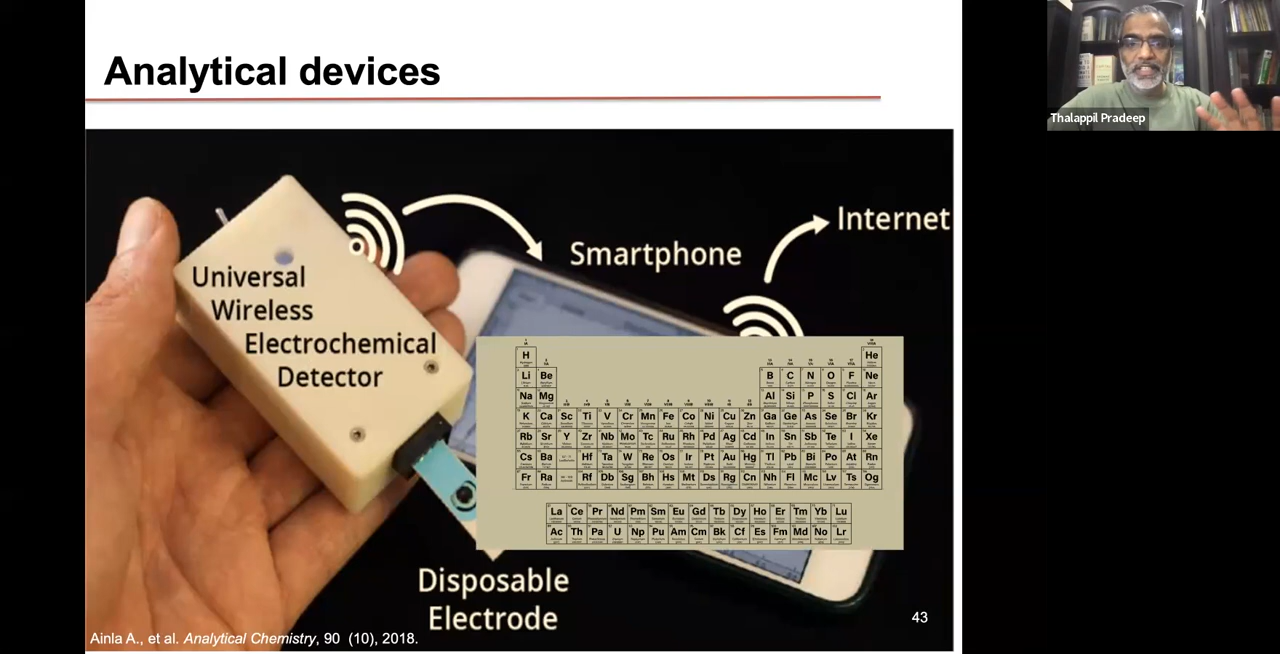 Analytical devices
Thalappil Pradeep
Internet
Smartphone
Universal
Wireless
Electrochemical
Detector
H He
Li Be B C N O F Ne
Na Mg Al Si P S Cl Ar
K Ca Sc Ti V Cr Mn Fe Co Ni Cu Zn Ga Ge As Se Br Kr
Rb Sr Y Zr Nb Mo Tc Ru Rh Pd Ag Cd In Sn Sb Te I Xe
Cs Ba Hf Ta W Re Os Ir Pt Au Hg Tl Pb Bi Po At Rn
Fr Ra Rf Db Sg Bh Hs Mt Ds Rg Cn Nh Fl Mc Lv Ts Og
La Ce Pr Nd Pm Sm Eu Gd Tb Dy Ho Er Tm Yb Lu
Ac Th Pa U Np Pu Am Cm Bk Cf Es Fm Md No Lr
Disposable
Electrode
43
Ainla A., et al. Analytical Chemistry, 90 (10), 2018.